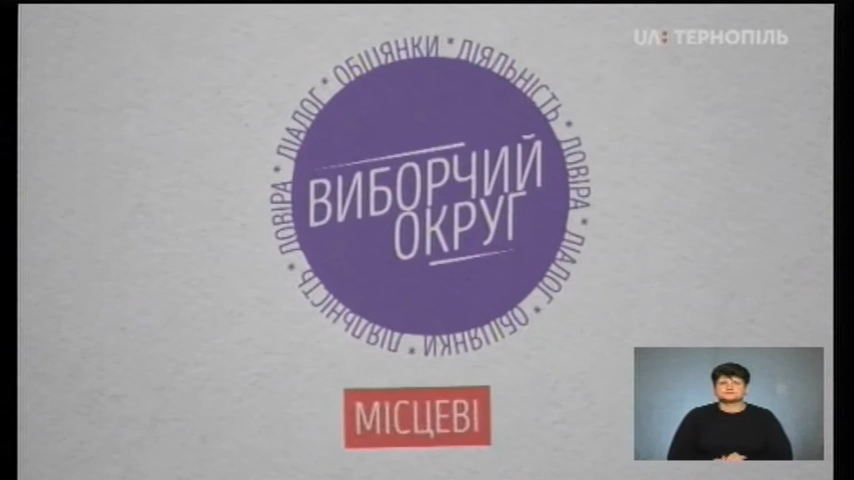 UA: ТЕРНОПІЛЬ
ДОВІРА * ДІАЛОГ * ОБІЦЯНКИ * ДІЯЛЬНІСТЬ * ДОВІРА * ДІАЛОГ * ОБІЦЯНКИ * ДІЯЛЬНІСТЬ *
ВИБОРЧИЙ
ОКРУГ
МІСЦЕВІ